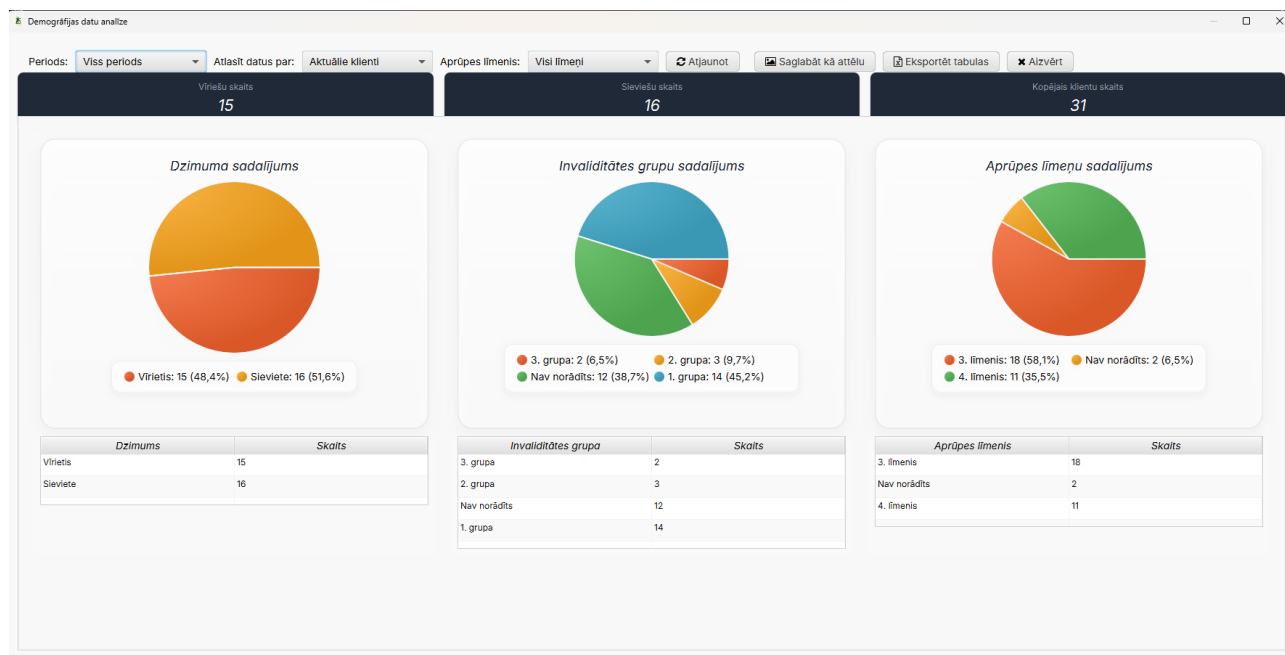 Demogrāfijas datu analīze
Periods: Viss periods Atlasīt datus par: Aktuālie klienti Aprūpes līmenis: Visi līmeņi Atjaunot Saglabāt kā attēlu Eksportēt tabulas Aizvērt
Vīriešu skaits Sieviešu skaits Kopējais klientu skaits
15 16 31
Dzimuma sadalījums
Vīrietis: 15 (48,4%) Sieviete: 16 (51,6%)
Invaliditātes grupu sadalījums
3. grupa: 2 (6,5%) 2. grupa: 3 (9,7%)
Nav norādīts: 12 (38,7%) 1. grupa: 14 (45,2%)
Aprūpes līmeņu sadalījums
3. līmenis: 18 (58,1%) Nav norādīts: 2 (6,5%)
4. līmenis: 11 (35,5%)
Dzimums Skaits
Vīrietis 15
Sieviete 16
Invaliditātes grupa Skaits
3. grupa 2
2. grupa 3
Nav norādīts 12
1. grupa 14
Aprūpes līmenis Skaits
3. līmenis 18
Nav norādīts 2
4. līmenis 11